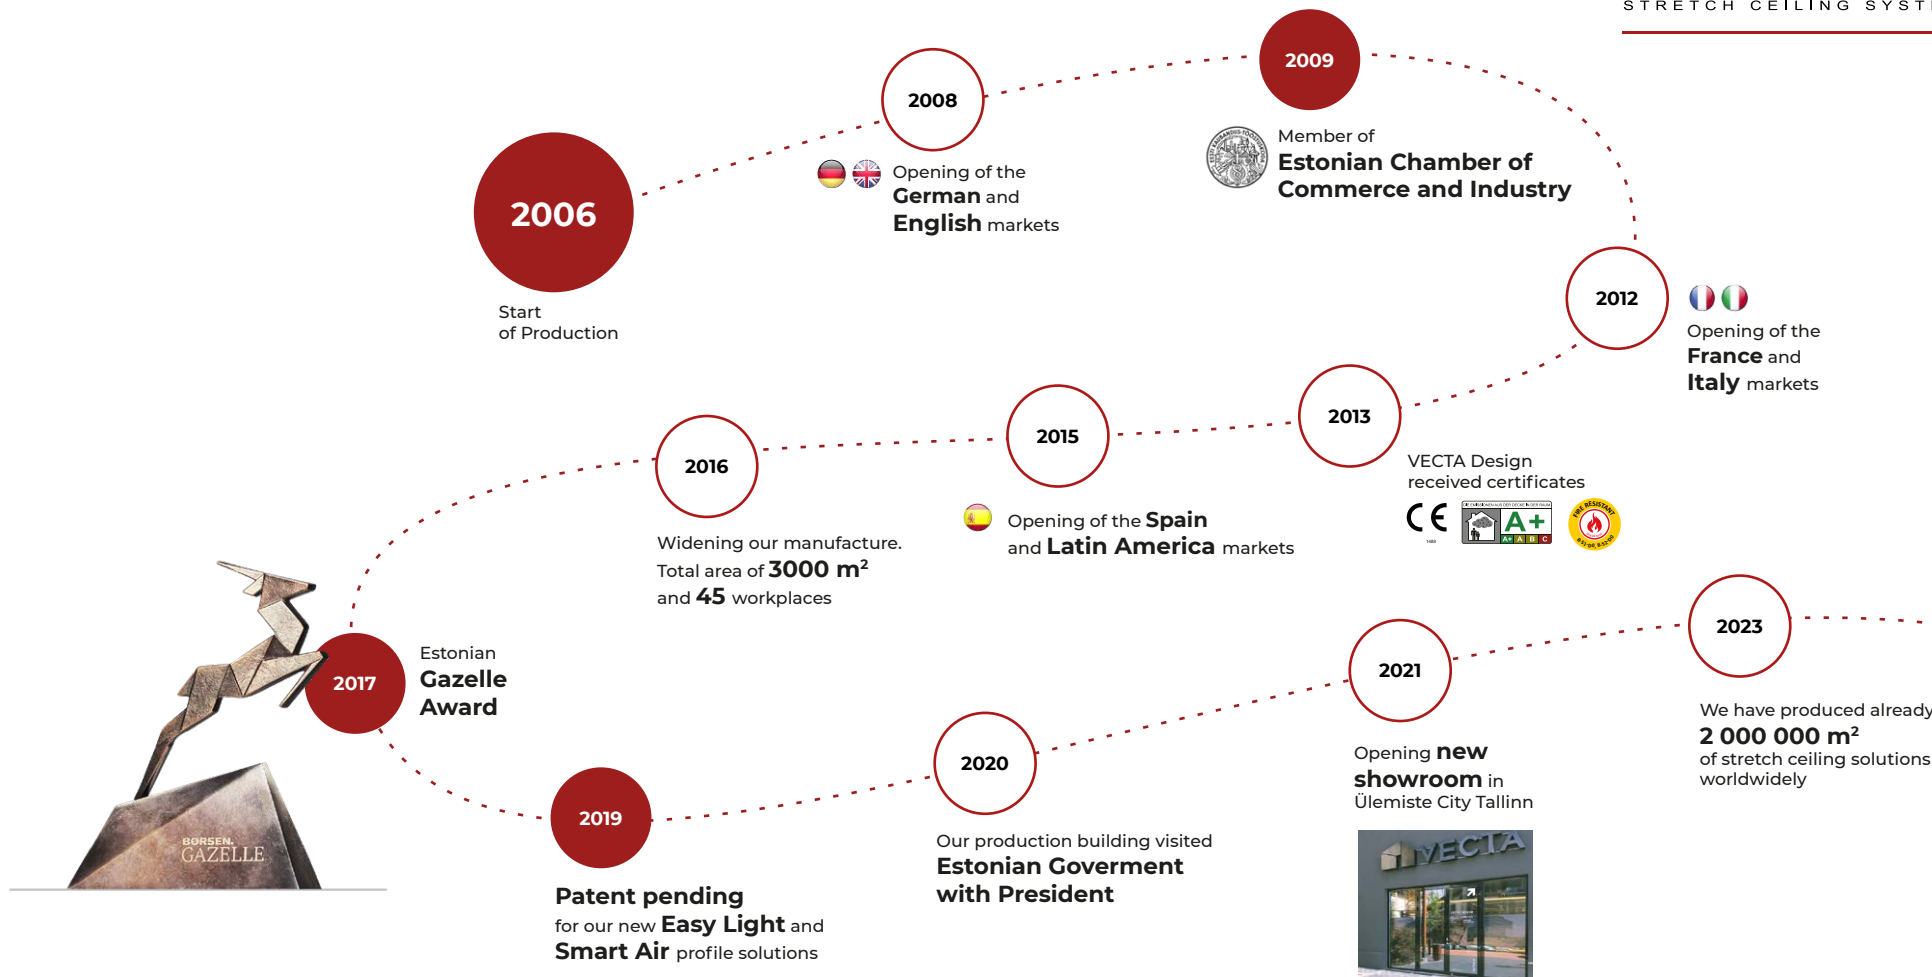 STRETCH CEILING SYST
2006
Start
of Production
2008
Opening of the
German and
English markets
2009
Member of
Estonian Chamber of
Commerce and Industry
2012
Opening of the
France and
Italy markets
2013
VECTA Design
received certificates
CE
A+
A+ A B C
FIRE RESISTANT
2015
Opening of the Spain
and Latin America markets
2016
Widening our manufacture.
Total area of 3000 m²
and 45 workplaces
2017
Estonian
Gazelle
Award
BØRSEN.
GAZELLE
2019
Patent pending
for our new Easy Light and
Smart Air profile solutions
2020
Our production building visited
Estonian Goverment
with President
2021
Opening new
showroom in
Ülemiste City Tallinn
VECTA
2023
We have produced already
2 000 000 m²
of stretch ceiling solutions
worldwidely